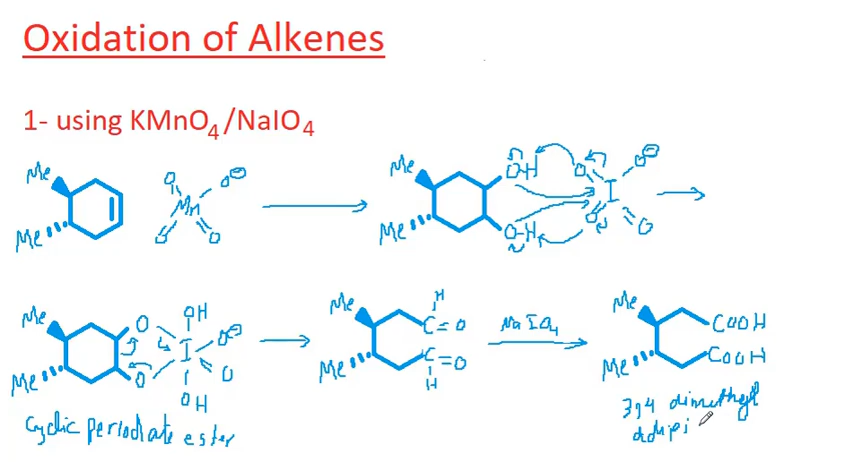 Oxidation of Alkenes
1- using KMnO4/NaIO4
Me
Me
O
O⊖
Mn
O
O
Me
Me
O-H
O-H
O
O⊖
I
O
O
Me
Me
O
O
OH
I
O⊖
O
OH
Cyclic periodate ester
Me
Me
H
C=O
C=O
H
NaIO4
Me
Me
COOH
COOH
3,4 dimethyl
adipi